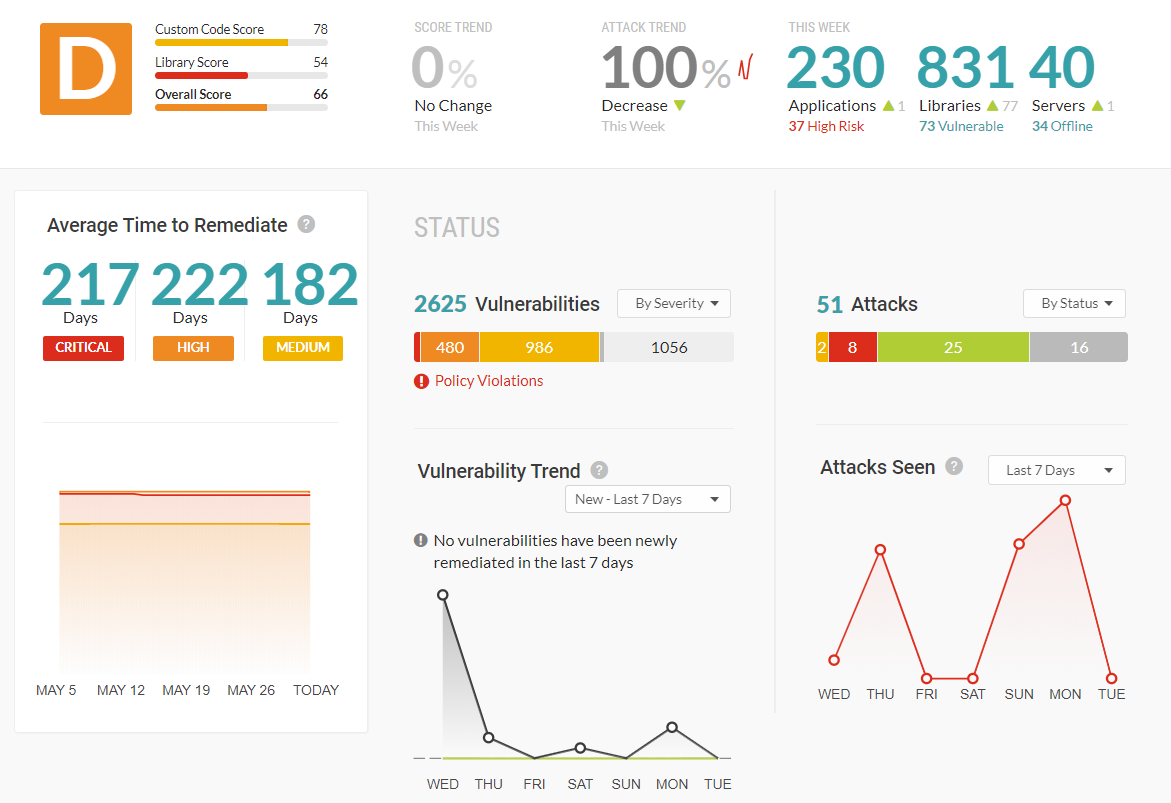 D
Custom Code Score 78
Library Score 54
Overall Score 66
SCORE TREND
0%
No Change
This Week
ATTACK TREND
100%
Decrease
This Week
THIS WEEK
230 831 40
Applications 1 Libraries 77 Servers 1
37 High Risk 73 Vulnerable 34 Offline
Average Time to Remediate ?
217 222 182
Days Days Days
CRITICAL HIGH MEDIUM
MAY 5 MAY 12 MAY 19 MAY 26 TODAY
STATUS
2625 Vulnerabilities By Severity
480 986 1056
! Policy Violations
Vulnerability Trend ?
New - Last 7 Days
! No vulnerabilities have been newly
remediated in the last 7 days
WED THU FRI SAT SUN MON TUE
51 Attacks By Status
2 8 25 16
Attacks Seen ? Last 7 Days
WED THU FRI SAT SUN MON TUE